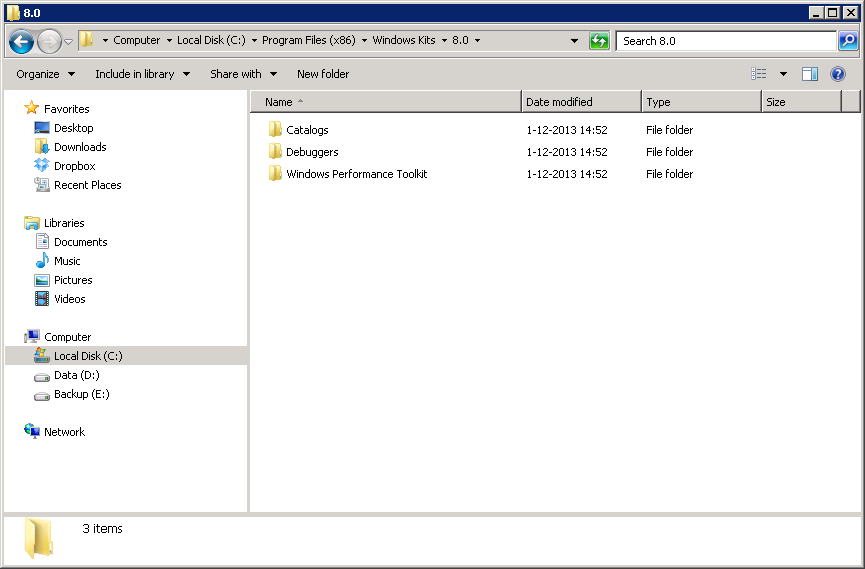 8.0
Computer Local Disk (C:) Program Files (x86) Windows Kits 8.0 Search 8.0
Organize Include in library Share with New folder
Favorites
Desktop
Downloads
Dropbox
Recent Places
Libraries
Documents
Music
Pictures
Videos
Computer
Local Disk (C:)
Data (D:)
Backup (E:)
Network
Name Date modified Type Size
Catalogs 1-12-2013 14:52 File folder
Debuggers 1-12-2013 14:52 File folder
Windows Performance Toolkit 1-12-2013 14:52 File folder
3 items